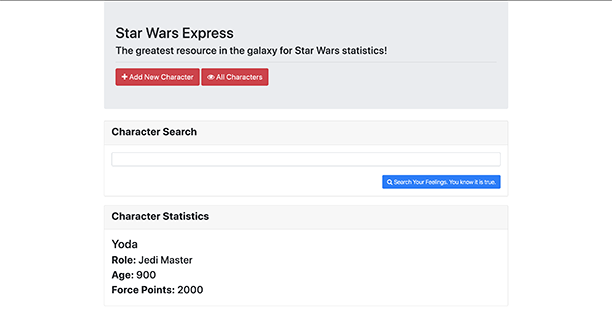 Star Wars Express
The greatest resource in the galaxy for Star Wars statistics!
Add New Character All Characters
Character Search
Search Your Feelings. You know it is true.
Character Statistics
Yoda
Role: Jedi Master
Age: 900
Force Points: 2000